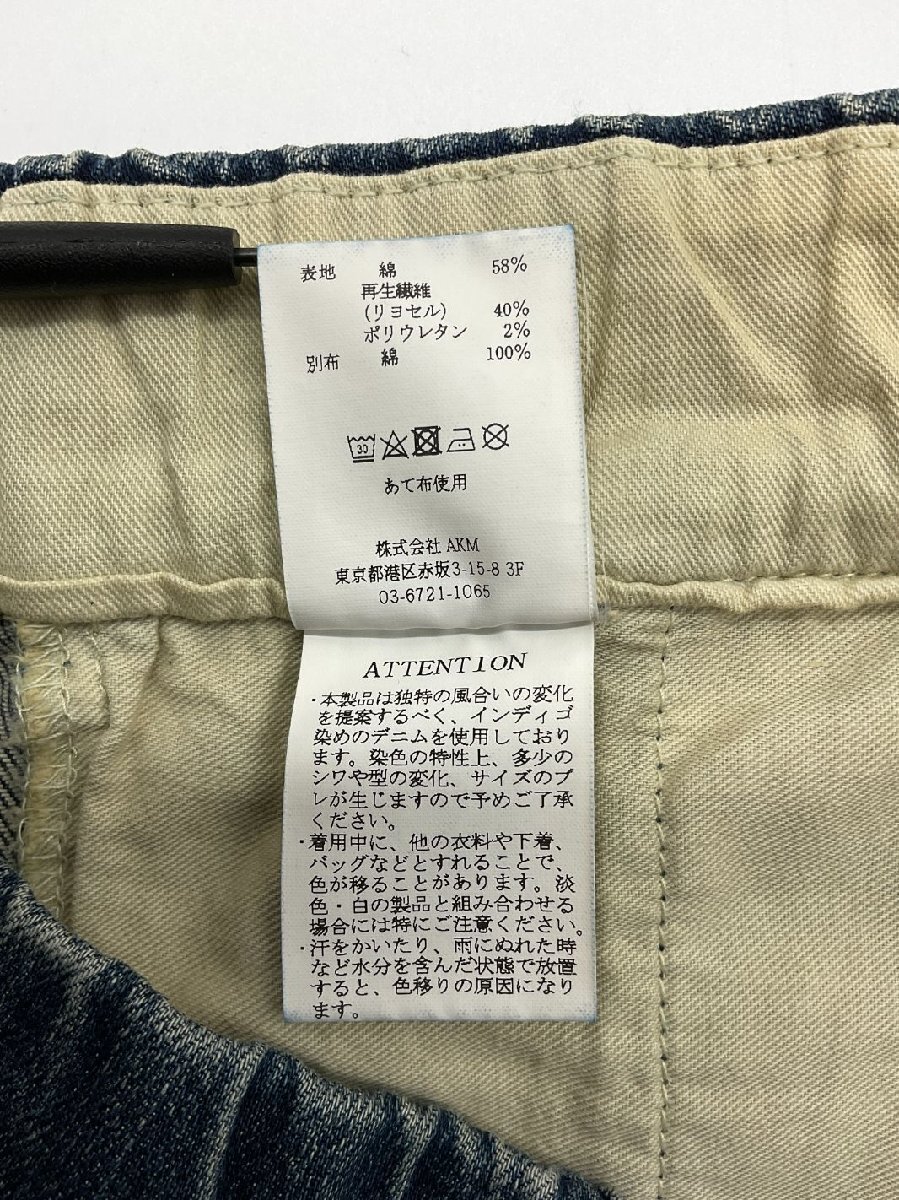 表地 綿 58%
再生繊維
(リヨセル) 40%
ポリウレタン 2%
別布 綿 100%
30
あて布使用
株式会社 AKM
東京都港区赤坂3-15-8 3F
03-6721-1065
ATTENTION
・本製品は独特の風合いの変化
を提案するべく、インディゴ
染めのデニムを使用しており
ます。染色の特性上、多少の
シワや型の変化、サイズのブ
レが生じますので予めご了承
ください。
・着用中に、他の衣料や下着、
バッグなどとすれることで、
色が移ることがあります。淡
色・白の製品と組み合わせる
場合には特にご注意ください。
・汗をかいたり、雨にぬれた時
など水分を含んだ状態で放置
すると、色移りの原因になり
ます。